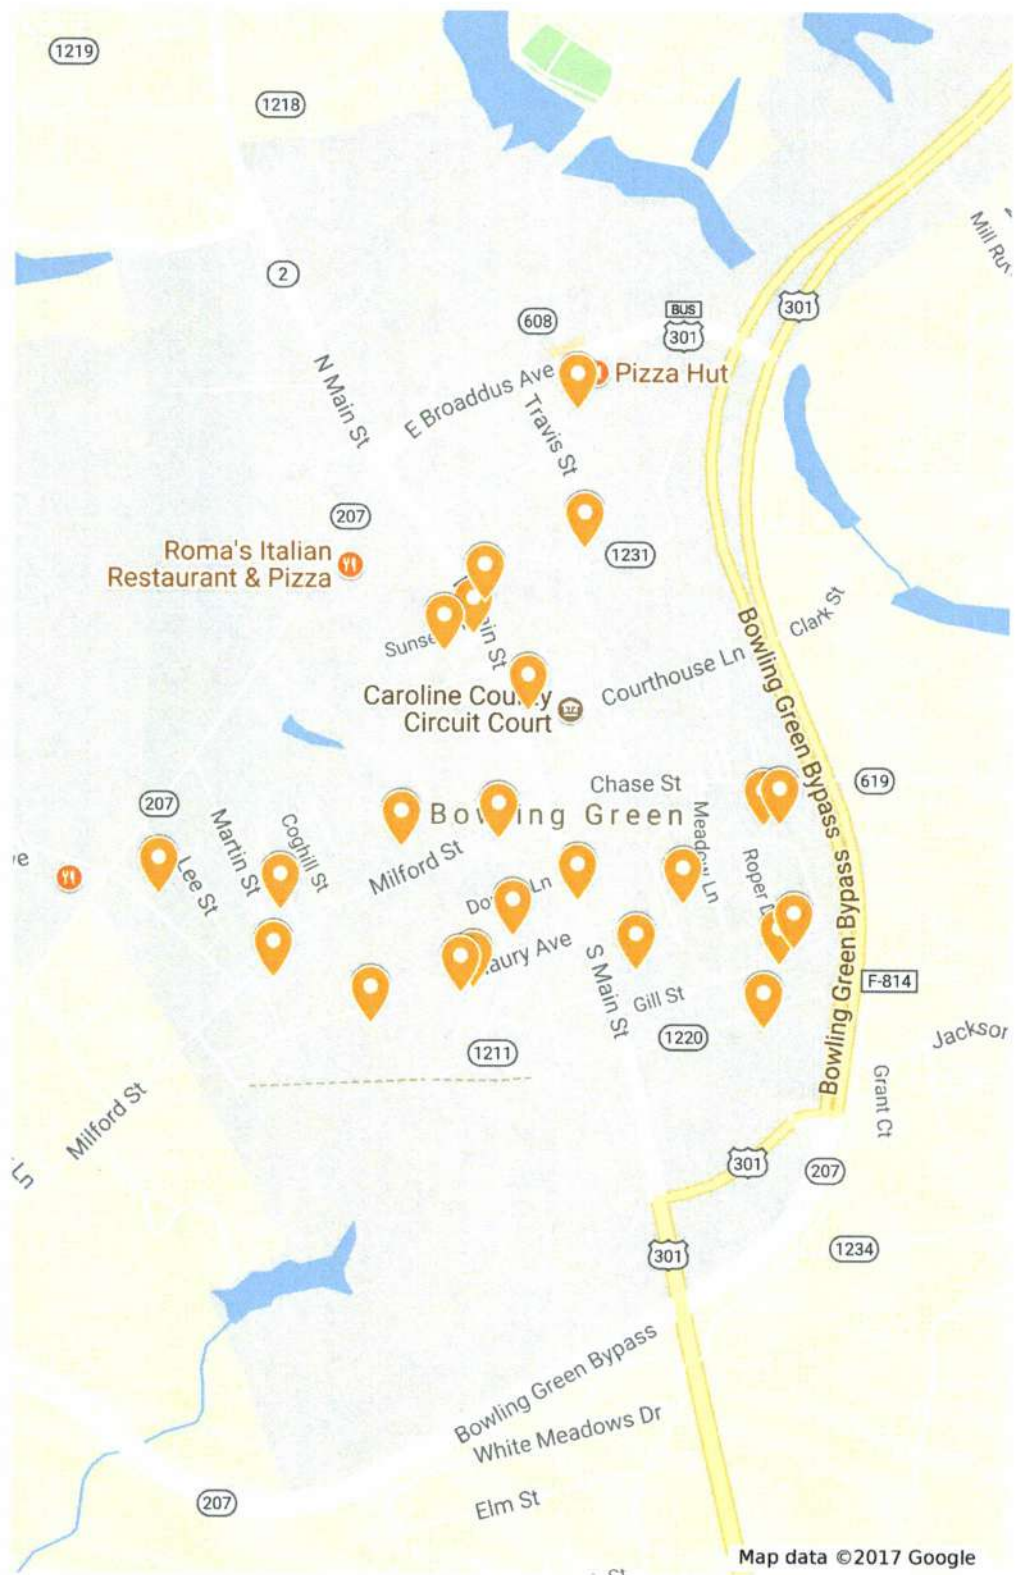 1219
1218
2
Mill Run
301
BUS
301
608
Pizza Hut
E Broaddus Ave
N Main St
Travis St
207
1231
Roma's Italian
Restaurant & Pizza
Clark St
Courthouse Ln
Caroline County
Circuit Court
Bowling Green Bypass
Chase St
619
207
Bowling Green
Meadow Ln
Martin St
Coghill St
Milford St
Lee St
Roper
Ln
Bowling Green Bypass
S Main St
Gill St
F-814
1220
1211
Jackson
Grant Ct
Milford St
Ln
301
207
301
1234
Bowling Green Bypass
White Meadows Dr
207
Elm St
Map data ©2017 Google